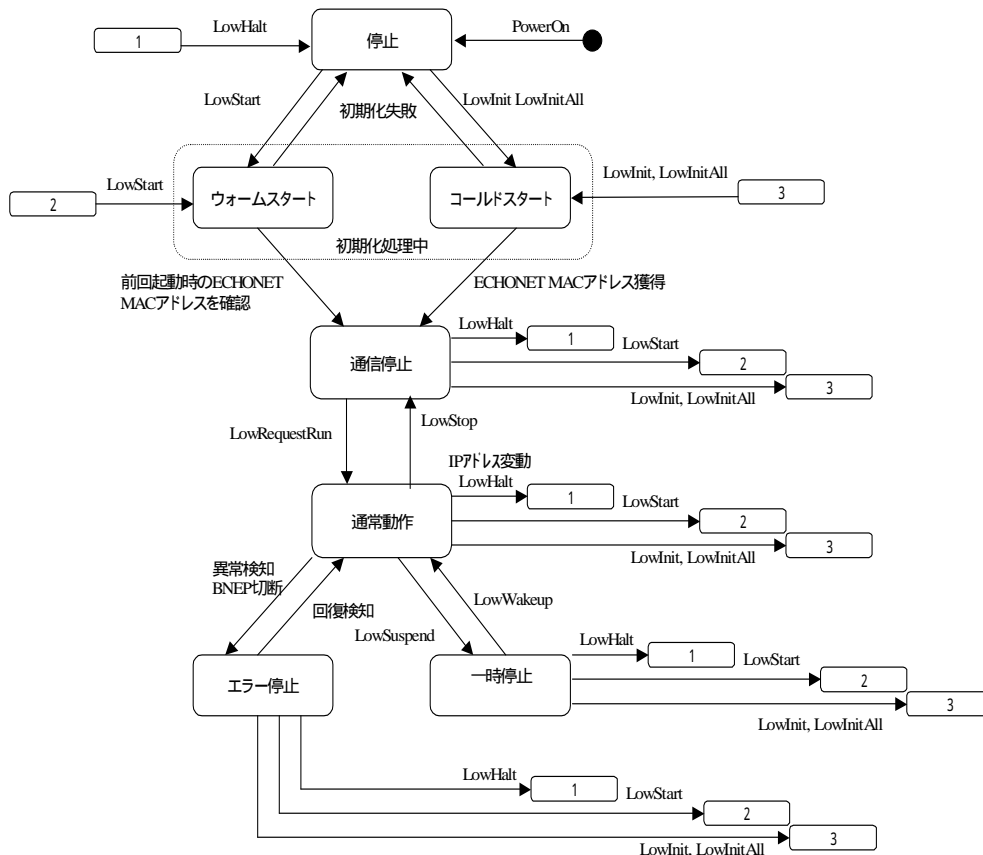 PowerOn
LowHalt
1
停止
LowStart
LowInit LowInitAll
初期化失敗
LowStart
2
ウォームスタート
コールドスタート
LowInit, LowInitAll
3
初期化処理中
前回起動時のECHONET
MACアドレスを確認
ECHONET MACアドレス獲得
通信停止
LowHalt
1
LowStart
2
3
LowInit, LowInitAll
LowRequestRun
LowStop
IPアドレス変動
LowHalt
1
通常動作
LowStart
2
3
LowInit, LowInitAll
異常検知
BNEP切断
回復検知
LowSuspend
LowWakeup
エラー停止
一時停止
LowHalt
1
LowStart
2
3
LowInit, LowInitAll
LowHalt
1
LowStart
2
3
LowInit, LowInitAll